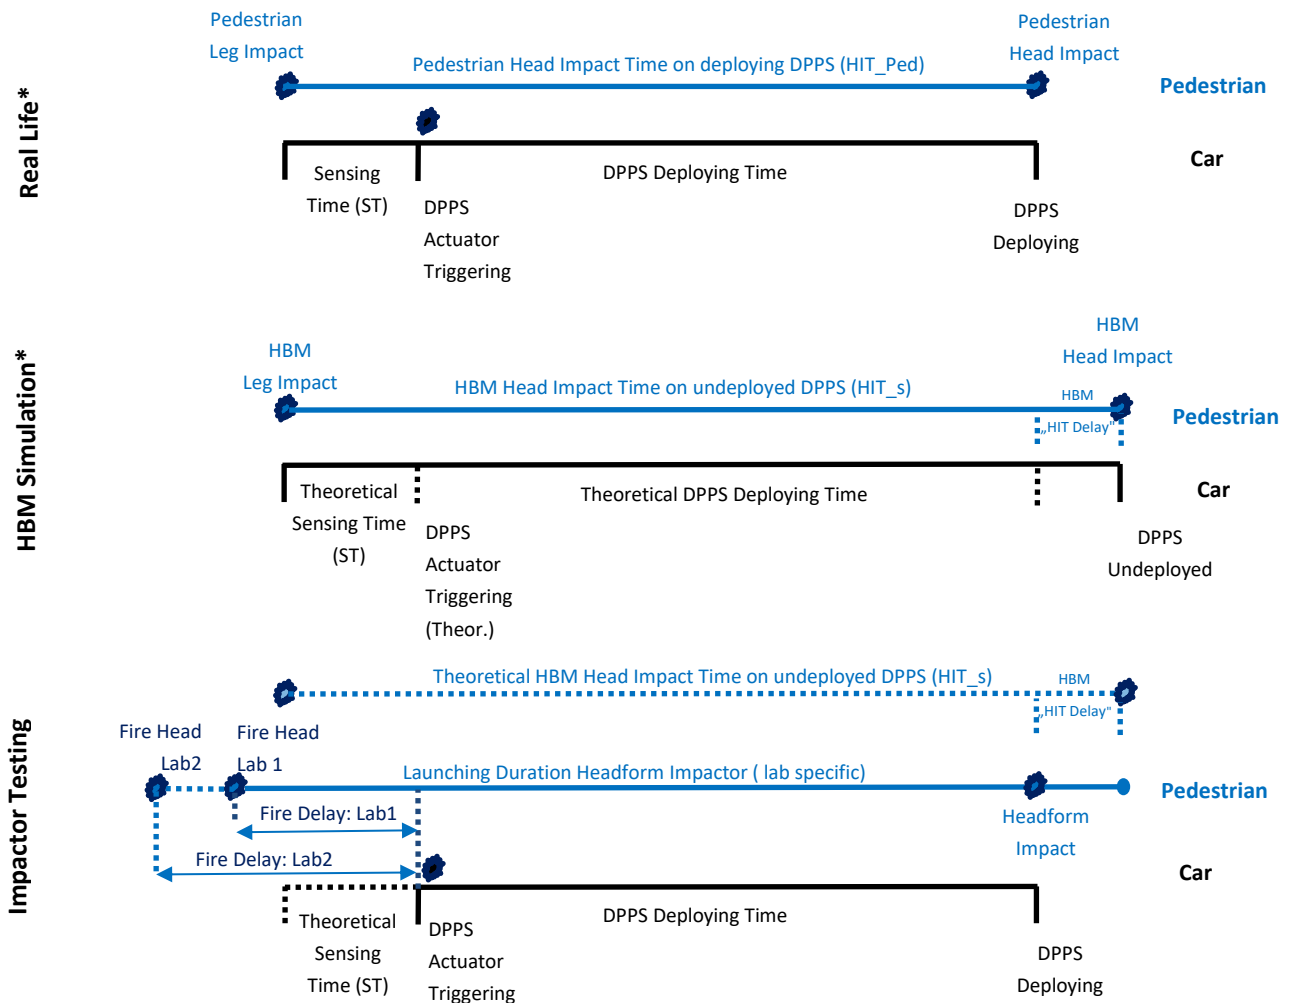 Real Life*
Pedestrian
Leg Impact
Pedestrian
Head Impact
Pedestrian Head Impact Time on deploying DPPS (HIT_Ped)
Pedestrian
Car
Sensing
Time (ST)
DPPS Deploying Time
DPPS
Actuator
Triggering
DPPS
Deploying
HBM Simulation*
HBM
Leg Impact
HBM
Head Impact
HBM Head Impact Time on undeployed DPPS (HIT_s)
HBM
„HIT Delay"
Pedestrian
Car
Theoretical
Sensing Time
(ST)
Theoretical DPPS Deploying Time
DPPS
Actuator
Triggering
(Theor.)
DPPS
Undeployed
Impactor Testing
Theoretical HBM Head Impact Time on undeployed DPPS (HIT_s)
HBM
„HIT Delay"
Fire Head
Lab2
Fire Head
Lab 1
Launching Duration Headform Impactor ( lab specific)
Pedestrian
Fire Delay: Lab1
Headform
Impact
Fire Delay: Lab2
Car
Theoretical
Sensing
Time (ST)
DPPS Deploying Time
DPPS
Actuator
Triggering
DPPS
Deploying